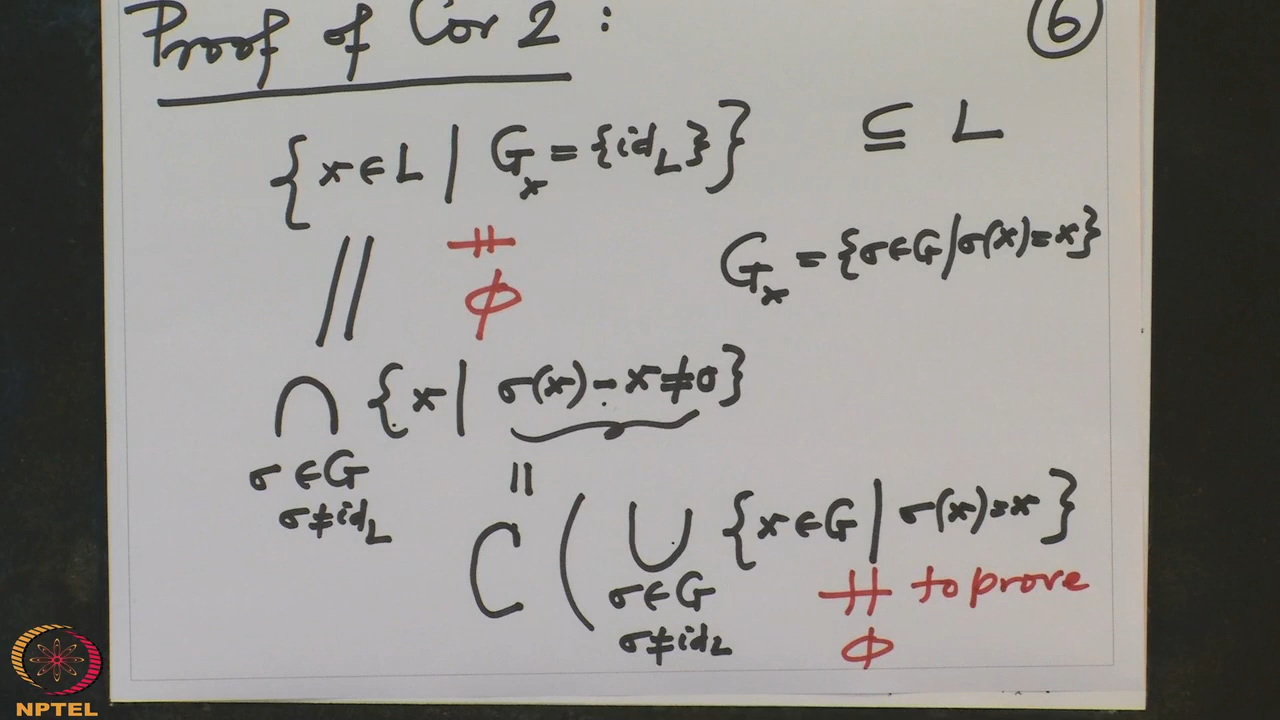 Proof of Cor 2 :
⑥
{x ∈ L | G_x = {id_L}} ⊆ L
|| ≠
φ
G_x = {σ∈G | σ(x) = x}
∩ {x | σ(x) - x ≠ 0}
σ ∈ G
σ ≠ id_L
||
C ( ∪ {x ∈ G | σ(x) = x}
σ ∈ G
σ ≠ id_L
≠ to prove
φ
NPTEL